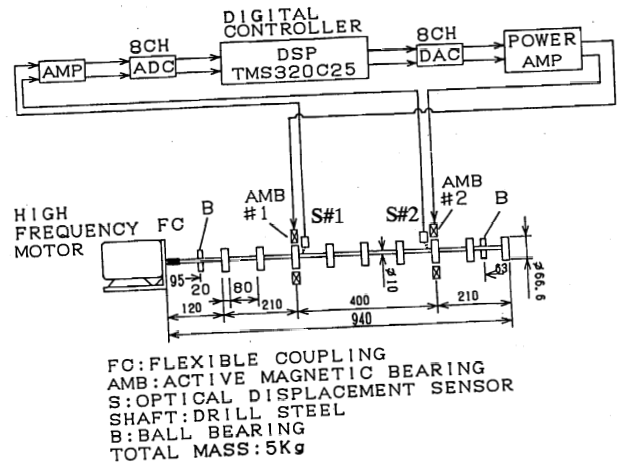 DIGITAL
CONTROLLER
8CH
8CH
AMP
ADC
DSP
TMS320C25
DAC
POWER
AMP
HIGH
FREQUENCY
MOTOR
FC
B
AMB
#1
S#1
S#2
AMB
#2
B
95
20
80
ø10
63
ø66.6
120
210
400
210
940
FC:FLEXIBLE COUPLING
AMB:ACTIVE MAGNETIC BEARING
S:OPTICAL DISPLACEMENT SENSOR
SHAFT:DRILL STEEL
B:BALL BEARING
TOTAL MASS:5Kg